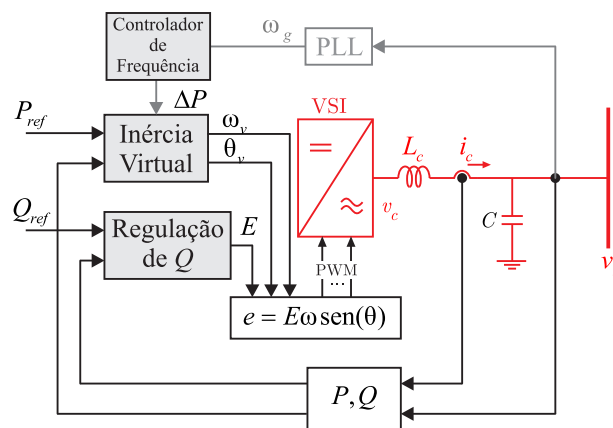 Controlador
de
Frequência
ω_g
PLL
ΔP
P_ref
Inércia
Virtual
ω_v
θ_v
VSI
L_c
i_c
v_c
C
v
Q_ref
Regulação
de Q
E
PWM
...
e = Eω sen(θ)
P, Q